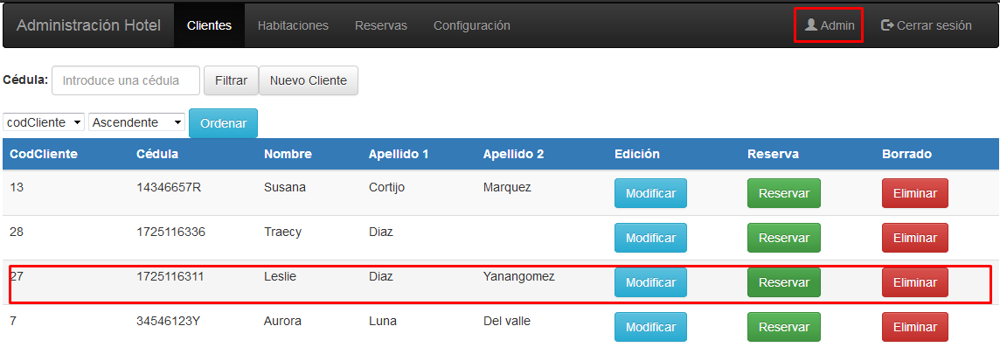 Administración Hotel Clientes Habitaciones Reservas Configuración Admin Cerrar sesión
Cédula: Introduce una cédula Filtrar Nuevo Cliente
codCliente Ascendente Ordenar
CodCliente Cédula Nombre Apellido 1 Apellido 2 Edición Reserva Borrado
13 14346657R Susana Cortijo Marquez Modificar Reservar Eliminar
28 1725116336 Traecy Diaz Modificar Reservar Eliminar
27 1725116311 Leslie Diaz Yanangomez Modificar Reservar Eliminar
7 34546123Y Aurora Luna Del valle Modificar Reservar Eliminar